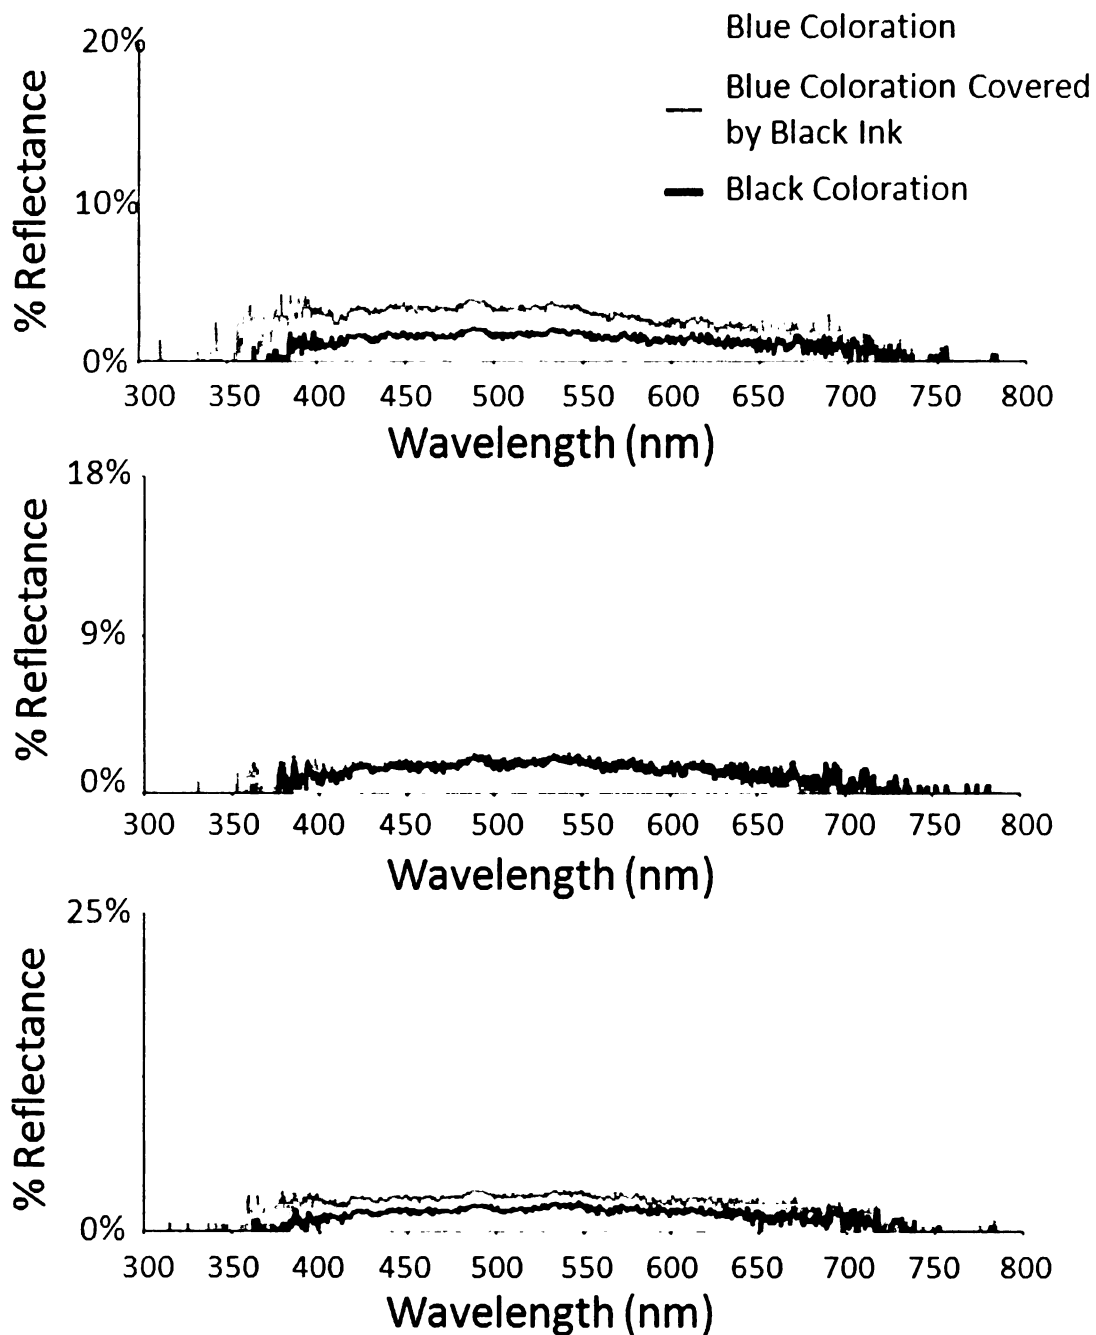 Blue Coloration
Blue Coloration Covered
by Black Ink
Black Coloration
20%
10%
0%
% Reflectance
300 350 400 450 500 550 600 650 700 750 800
Wavelength (nm)
18%
9%
0%
% Reflectance
300 350 400 450 500 550 600 650 700 750 800
Wavelength (nm)
25%
0%
% Reflectance
300 350 400 450 500 550 600 650 700 750 800
Wavelength (nm)